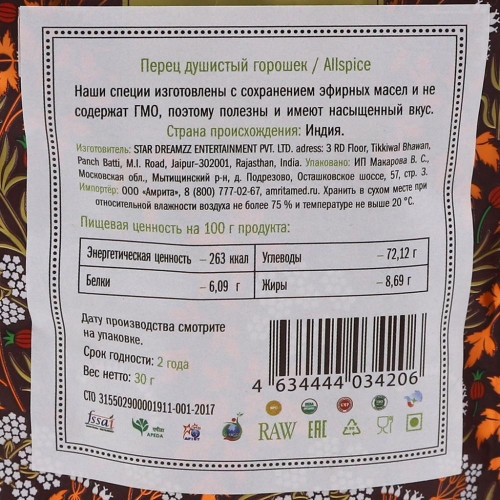 Перец душистый горошек / Allspice
Наши специи изготовлены с сохранением эфирных масел и не
содержат ГМО, поэтому полезны и имеют насыщенный вкус.
Страна происхождения: Индия.
Изготовитель: STAR DREAMZZ ENTERTAINMENT PVT. LTD. adress: 3 RD Floor, Tikkiwal Bhawan,
Panch Batti, M.I. Road, Jaipur-302001, Rajasthan, India. Упаковано: ИП Макарова В. С.,
Московская обл., Мытищинский р-н, д. Подрезово, Осташковское шоссе, 57, стр. 3.
Импортёр: ООО «Амрита», 8 (800) 777-02-67, amritamed.ru. Хранить в сухом месте при
относительной влажности воздуха не более 75 % и температуре не выше 20 °С.
Пищевая ценность на 100 г продукта:
Энергетическая ценность – 263 ккал Углеводы – 72,12 г
Белки – 6,09 г Жиры – 8,69 г
Дату производства смотрите
на упаковке.
Срок годности: 2 года
Вес нетто: 30 г
4 634444 034206
СТО 315502900001911-001-2017
fssai APEDA RAW EAC